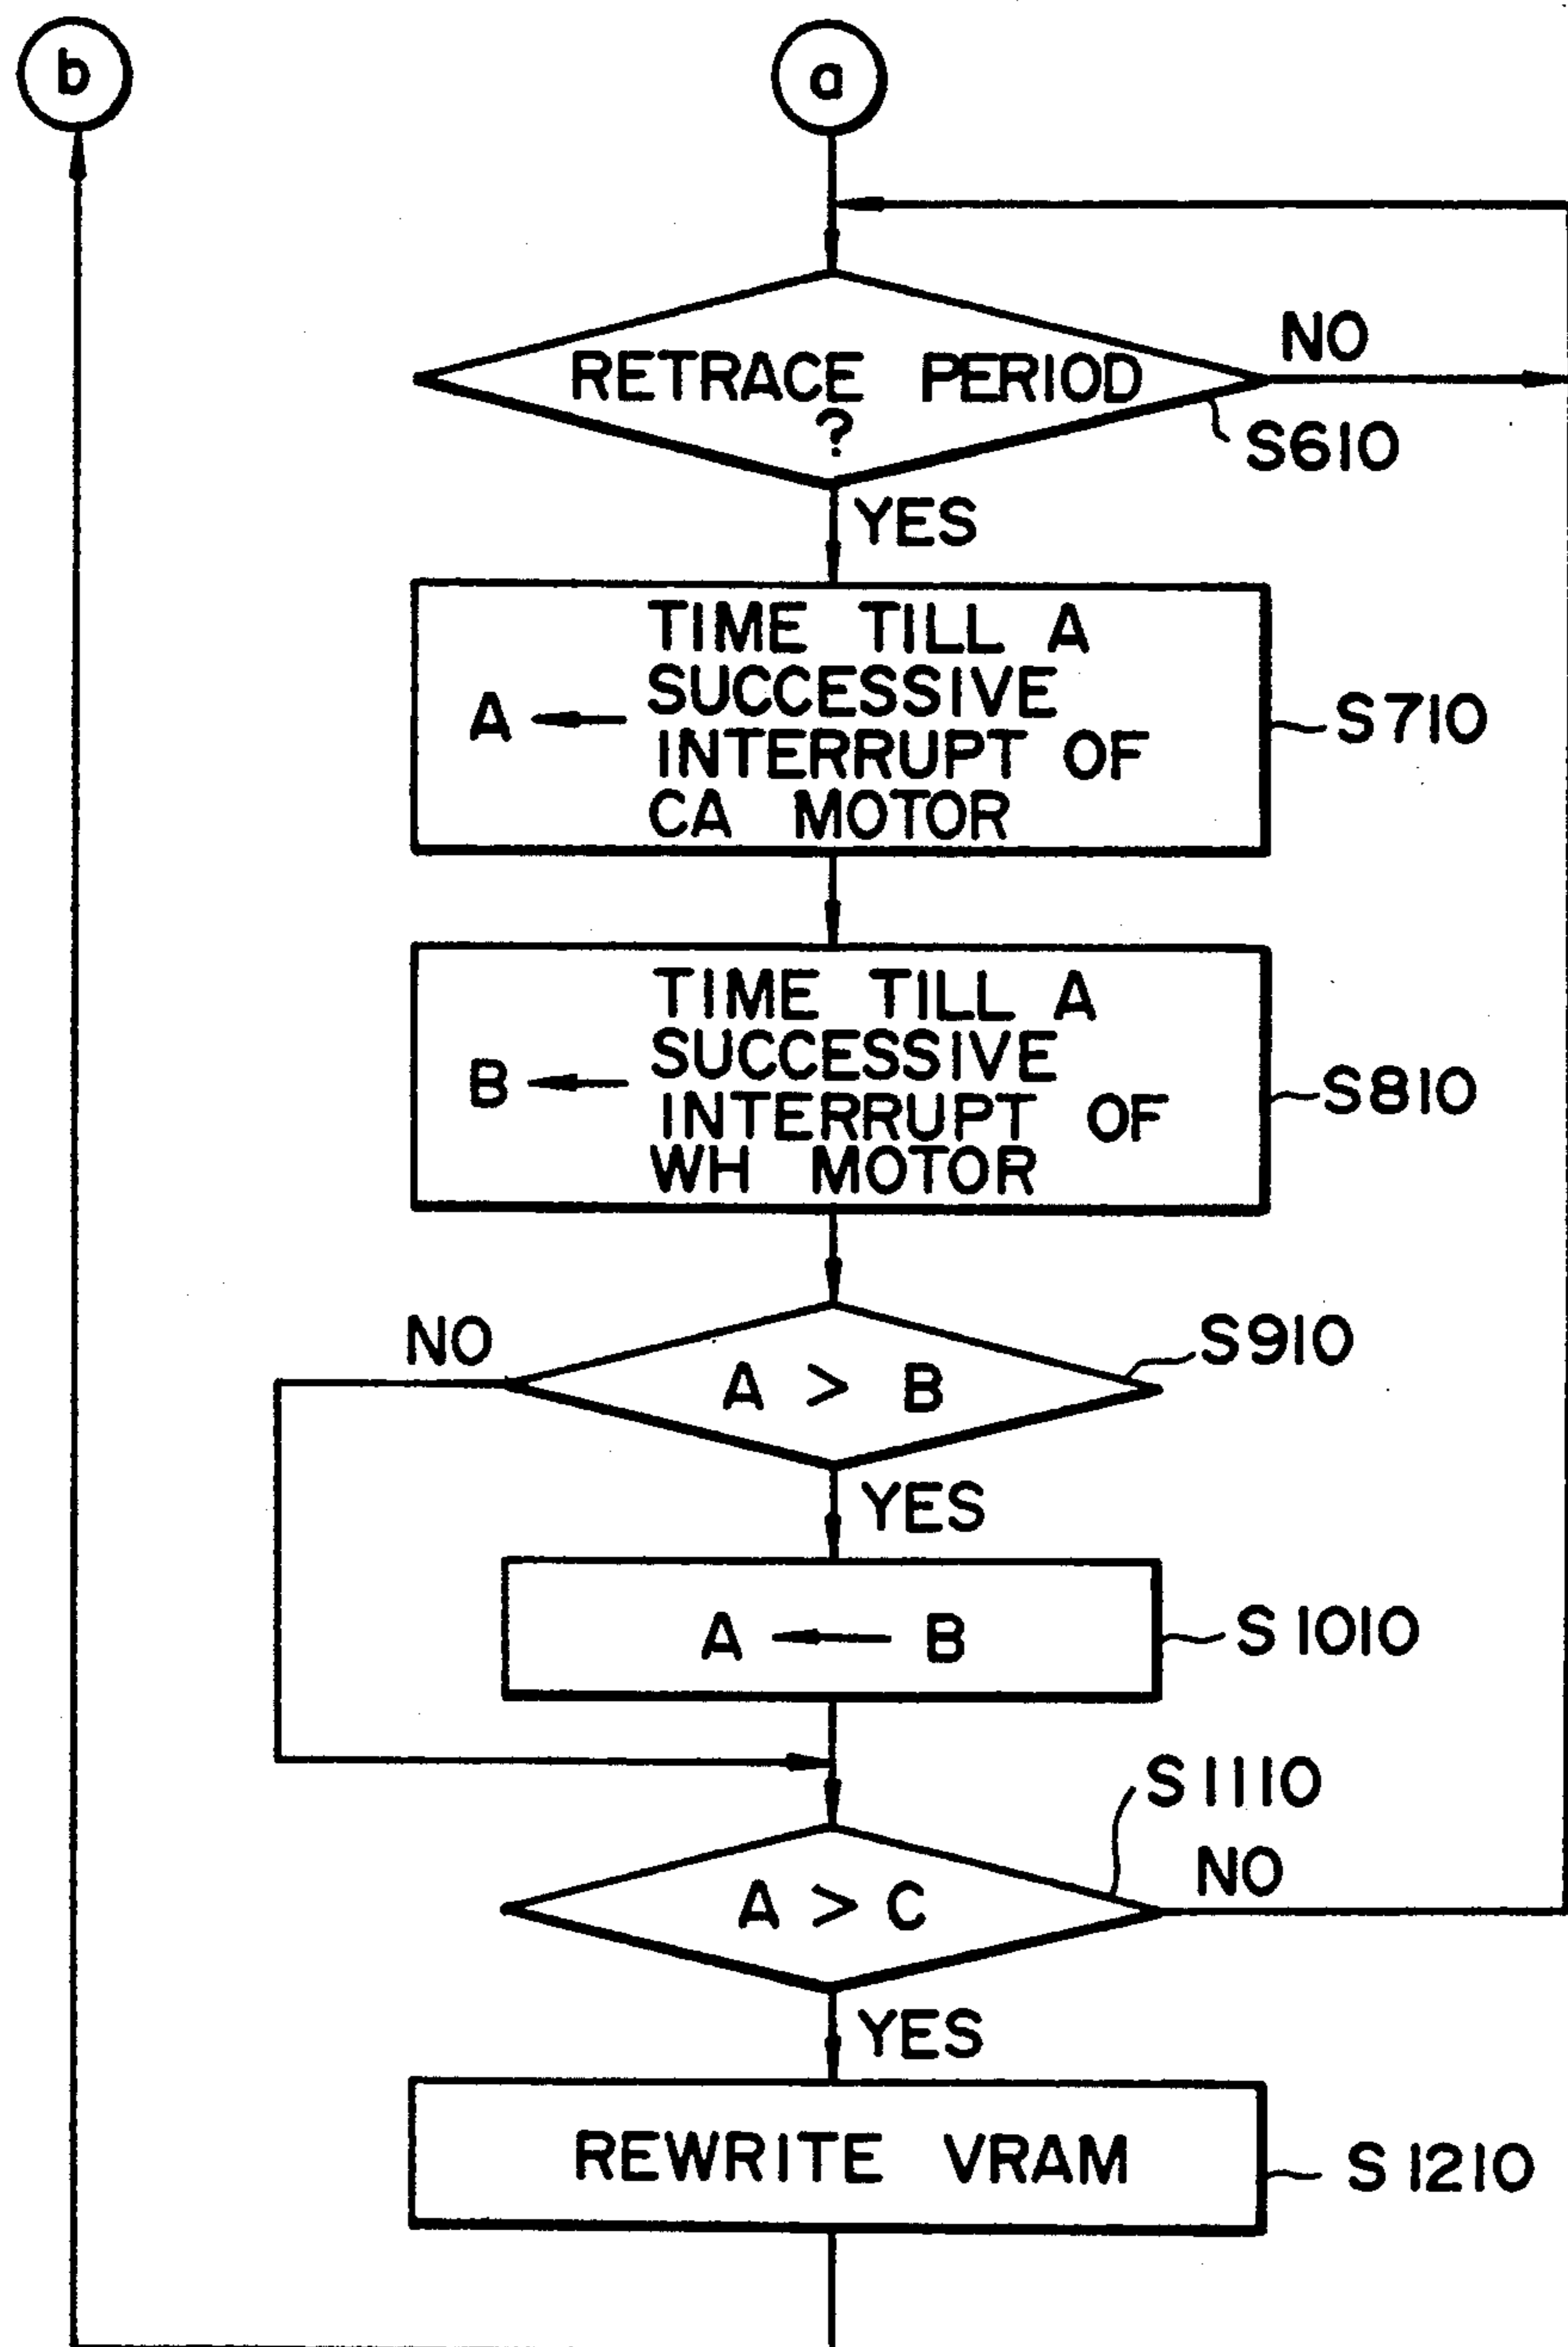 b
a
RETRACE PERIOD
?
NO
S610
YES
TIME TILL A
SUCCESSIVE
INTERRUPT OF
CA MOTOR
A ←
S710
TIME TILL A
SUCCESSIVE
INTERRUPT OF
WH MOTOR
B ←
S810
NO
A > B
S910
YES
A ← B
S1010
S1110
A > C
NO
YES
REWRITE VRAM
S1210